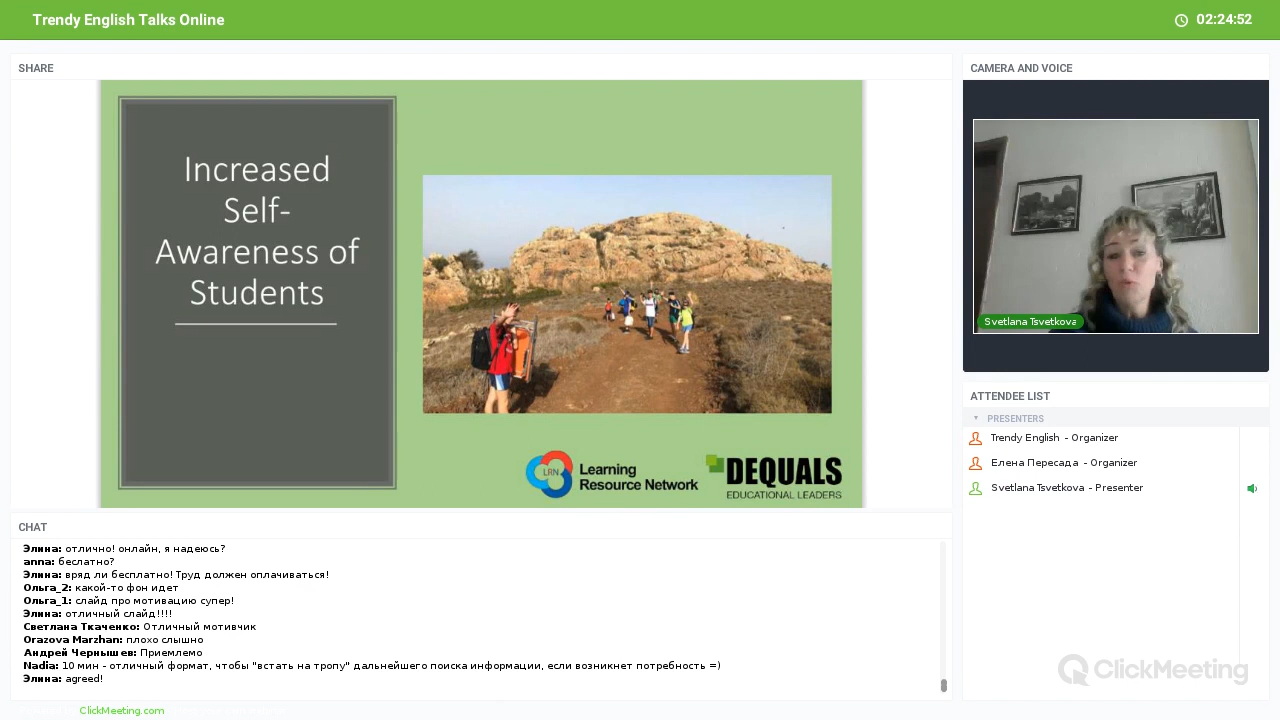 Trendy English Talks Online
02:24:52
SHARE
Increased
Self-
Awareness of
Students
LRN
Learning
Resource Network
DEQUALS
EDUCATIONAL LEADERS
CAMERA AND VOICE
Svetlana Tsvetkova
ATTENDEE LIST
PRESENTERS
Trendy English - Organizer
Елена Пересада - Organizer
Svetlana Tsvetkova - Presenter
CHAT
Элина: отлично! онлайн, я надеюсь?
anna: беслатно?
Элина: вряд ли бесплатно! Труд должен оплачиваться!
Ольга_2: какой-то фон идет
Ольга_1: слайд про мотивацию супер!
Элина: отличный слайд!!!!
Светлана Ткаченко: Отличный мотивчик
Orazova Marzhan: плохо слышно
Андрей Чернышев: Приемлемо
Nadia: 10 мин - отличный формат, чтобы "встать на тропу" дальнейшего поиска информации, если возникнет потребность =)
Элина: agreed!
ClickMeeting
ClickMeeting.com